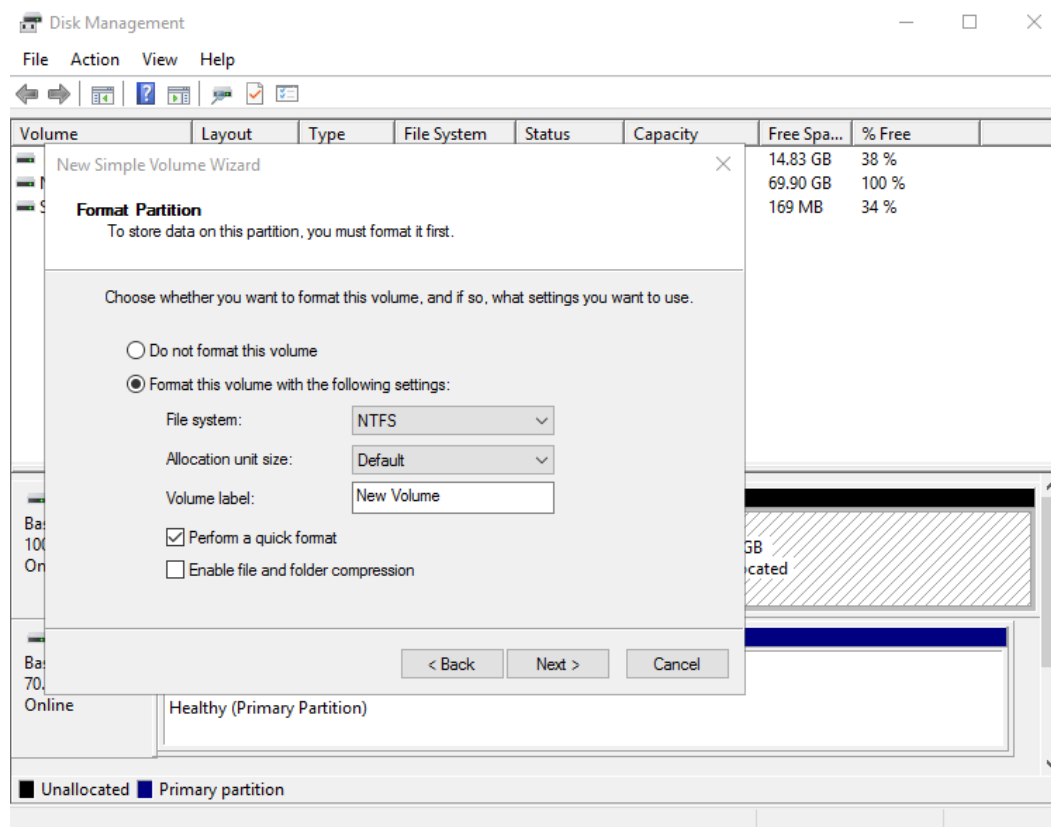 Disk Management
File Action View Help
Volume Layout Type File System Status Capacity Free Spa... % Free
14.83 GB 38 %
69.90 GB 100 %
169 MB 34 %
New Simple Volume Wizard
Format Partition
To store data on this partition, you must format it first.
Choose whether you want to format this volume, and if so, what settings you want to use.
Do not format this volume
Format this volume with the following settings:
File system: NTFS
Allocation unit size: Default
Volume label: New Volume
Perform a quick format
Enable file and folder compression
< Back Next > Cancel
GB
Online
Healthy (Primary Partition)
Unallocated Primary partition